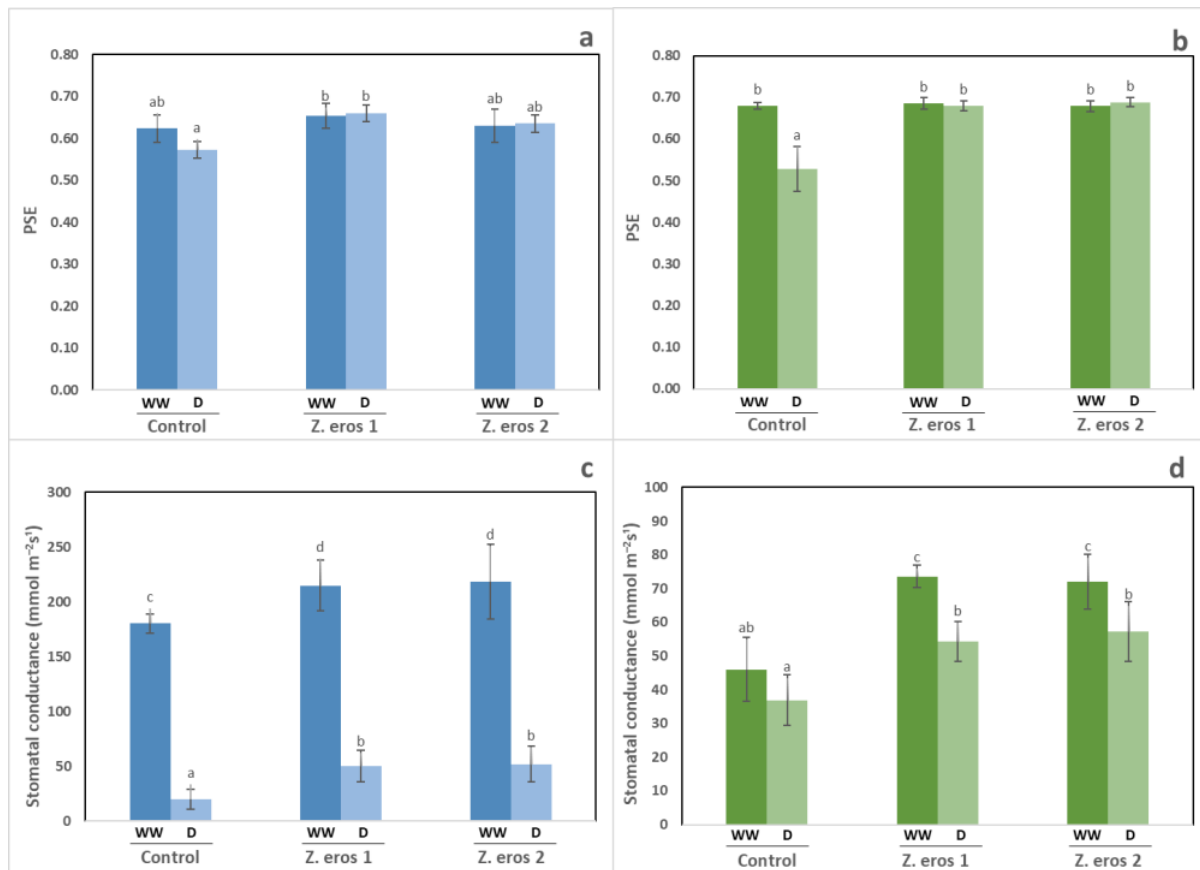 a
PSE
0.80
0.70
0.60
0.50
0.40
0.30
0.20
0.10
0.00
ab
a
b
b
ab
ab
WW D WW D WW D
Control Z. eros 1 Z. eros 2
b
PSE
0.80
0.70
0.60
0.50
0.40
0.30
0.20
0.10
0.00
b
a
b
b
b
b
WW D WW D WW D
Control Z. eros 1 Z. eros 2
c
Stomatal conductance (mmol m⁻²s¹)
300
250
200
150
100
50
0
c
a
d
b
d
b
WW D WW D WW D
Control Z. eros 1 Z. eros 2
d
Stomatal conductance (mmol m⁻²s¹)
100
90
80
70
60
50
40
30
20
10
0
ab
a
c
b
c
b
WW D WW D WW D
Control Z. eros 1 Z. eros 2